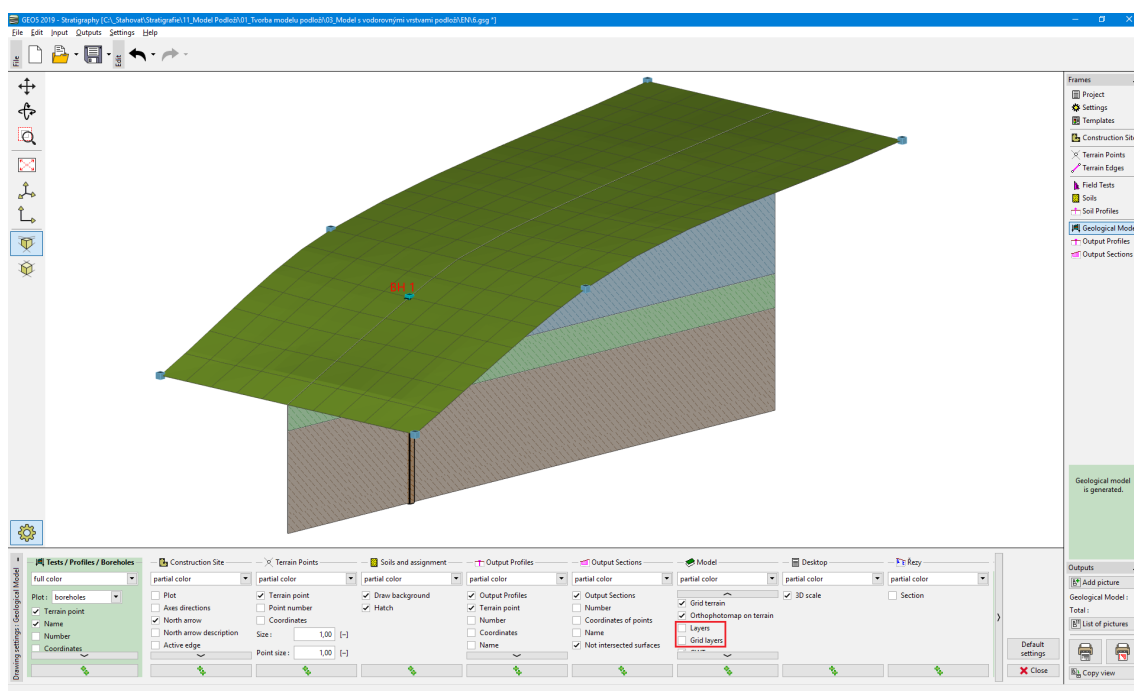 GEO5 2019 - Stratigraphy [C:\_Stahovat\Stratigrafie\11_Model Podloží\01_Tvorba modelu podloží\03_Model s vodorovnými vrstvami podloží\EN\6.gsg *]
File Edit Input Outputs Settings Help
File
Edit
BH 1
Frames
Project
Settings
Templates
Construction Site
Terrain Points
Terrain Edges
Field Tests
Soils
Soil Profiles
Geological Mode
Output Profiles
Output Sections
Geological model
is generated.
Outputs
Add picture
Geological Model :
Total :
List of pictures
Copy view
Drawing settings : Geological Model
Tests / Profiles / Boreholes
full color
Plot : boreholes
Terrain point
Name
Number
Coordinates
Construction Site
partial color
Plot
Axes directions
North arrow
North arrow description
Active edge
Terrain Points
partial color
Terrain point
Point number
Coordinates
Size : 1,00 [–]
Point size : 1,00 [–]
Soils and assignment
partial color
Draw background
Hatch
Output Profiles
partial color
Output Profiles
Terrain point
Number
Coordinates
Name
Output Sections
partial color
Output Sections
Number
Coordinates of points
Name
Not intersected surfaces
Model
partial color
Grid terrain
Orthophotomap on terrain
Layers
Grid layers
Desktop
partial color
3D scale
Rezy
partial color
Section
Default
settings
Close